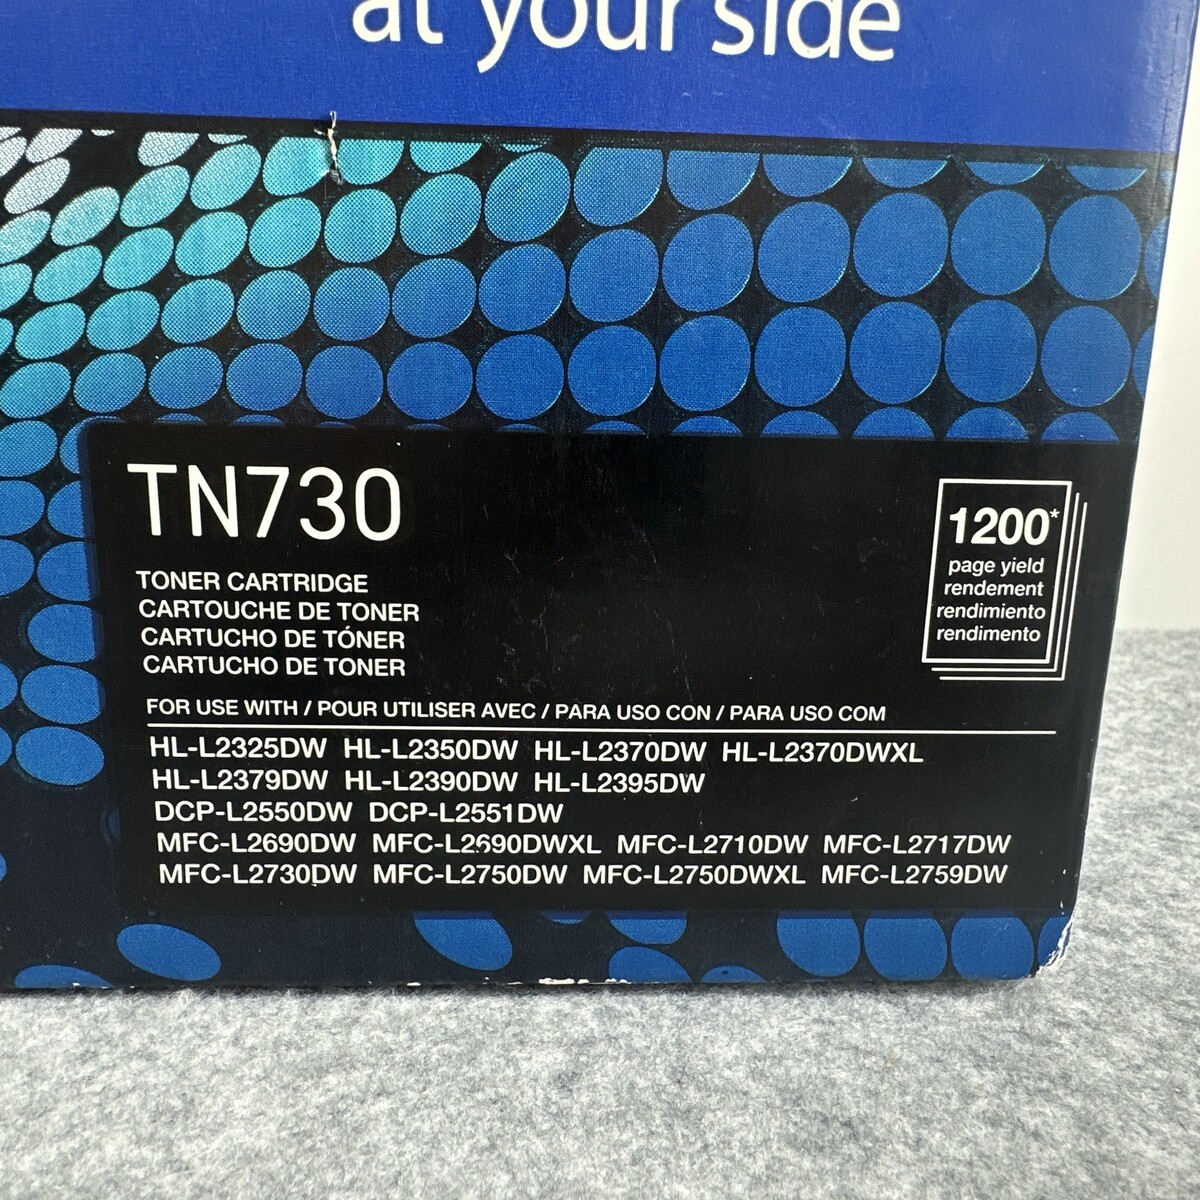 at your side
TN730
TONER CARTRIDGE
CARTOUCHE DE TONER
CARTUCHO DE TÓNER
CARTUCHO DE TONER
1200*
page yield
rendement
rendimiento
rendimento
FOR USE WITH / POUR UTILISER AVEC / PARA USO CON / PARA USO COM
HL-L2325DW HL-L2350DW HL-L2370DW HL-L2370DWXL
HL-L2379DW HL-L2390DW HL-L2395DW
DCP-L2550DW DCP-L2551DW
MFC-L2690DW MFC-L2690DWXL MFC-L2710DW MFC-L2717DW
MFC-L2730DW MFC-L2750DW MFC-L2750DWXL MFC-L2759DW